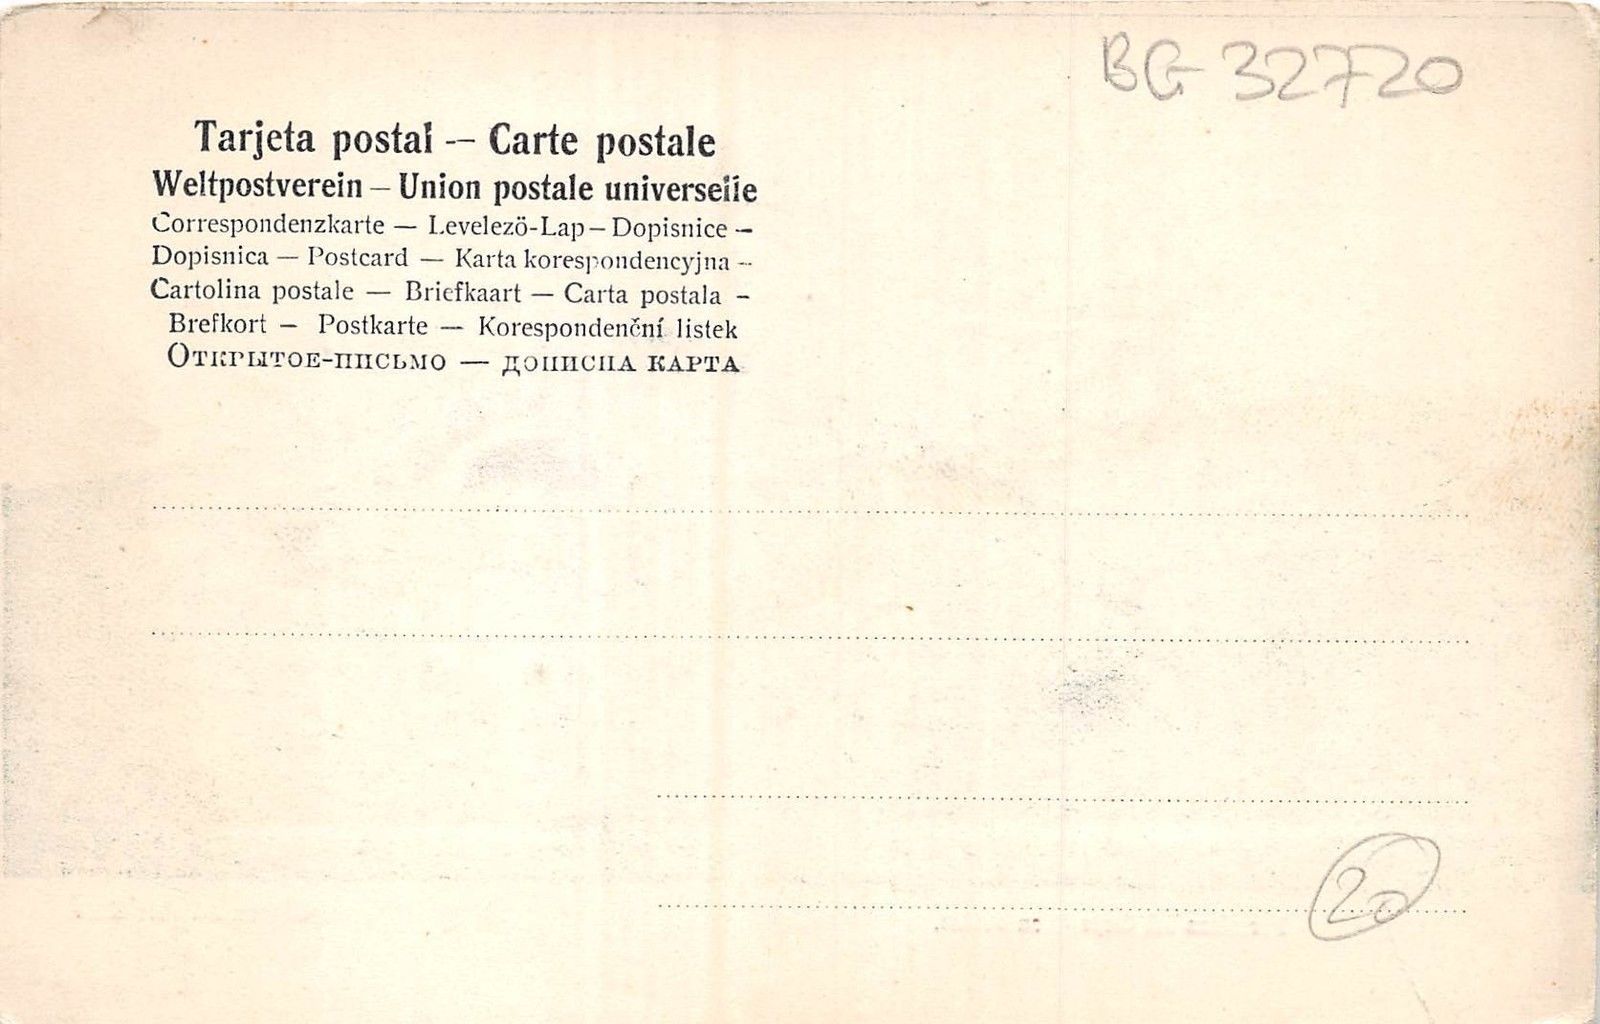 BG 32720
Tarjeta postal — Carte postale
Weltpostverein — Union postale universelle
Correspondenzkarte — Levelezö-Lap — Dopisnice —
Dopisnica — Postcard — Karta korespondencyjna —
Cartolina postale — Briefkaart — Carta postala —
Brefkort — Postkarte — Korespondenční listek
Открытое-письмо — дописна карта
20